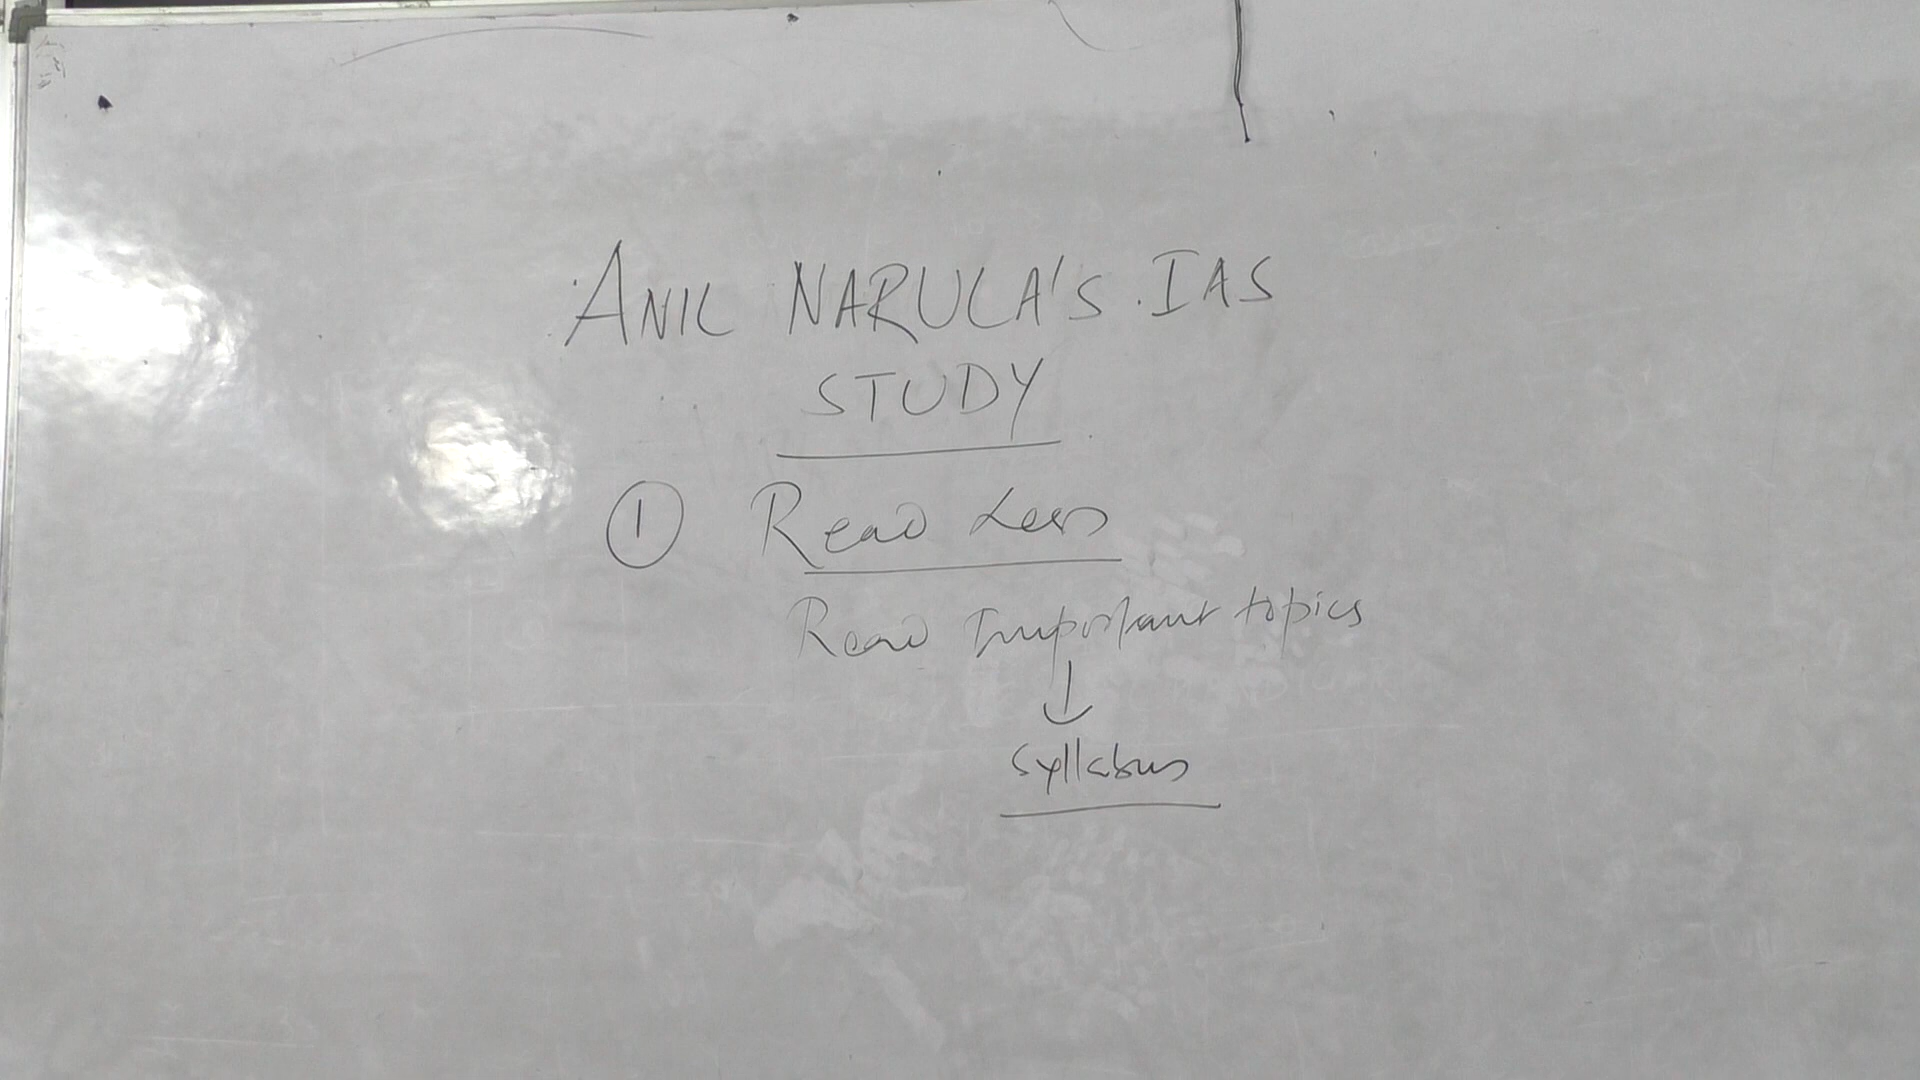 ANIL NARULA'S IAS
STUDY
① Read Less
Read Important topics
↓
Syllabus